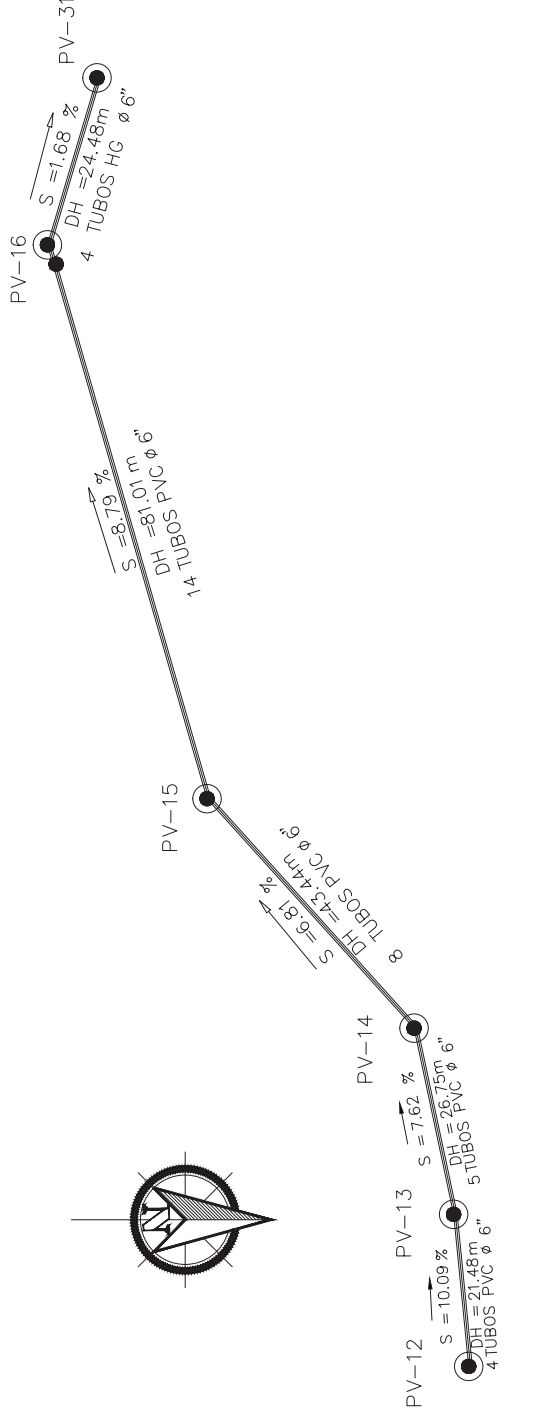 PV-31
S =1.68 %
DH =24.48m
4 TUBOS HG ø 6"
PV-16
S =8.79 %
DH =81.01 m
14 TUBOS PVC ø 6"
PV-15
S =6.81 %
DH =43.44m
8 TUBOS PVC ø 6"
PV-14
S = 7.62 %
DH = 26.75m
5 TUBOS PVC ø 6"
N
PV-13
S =10.09%
DH =21.48m
4 TUBOS PVC ø 6"
PV-12